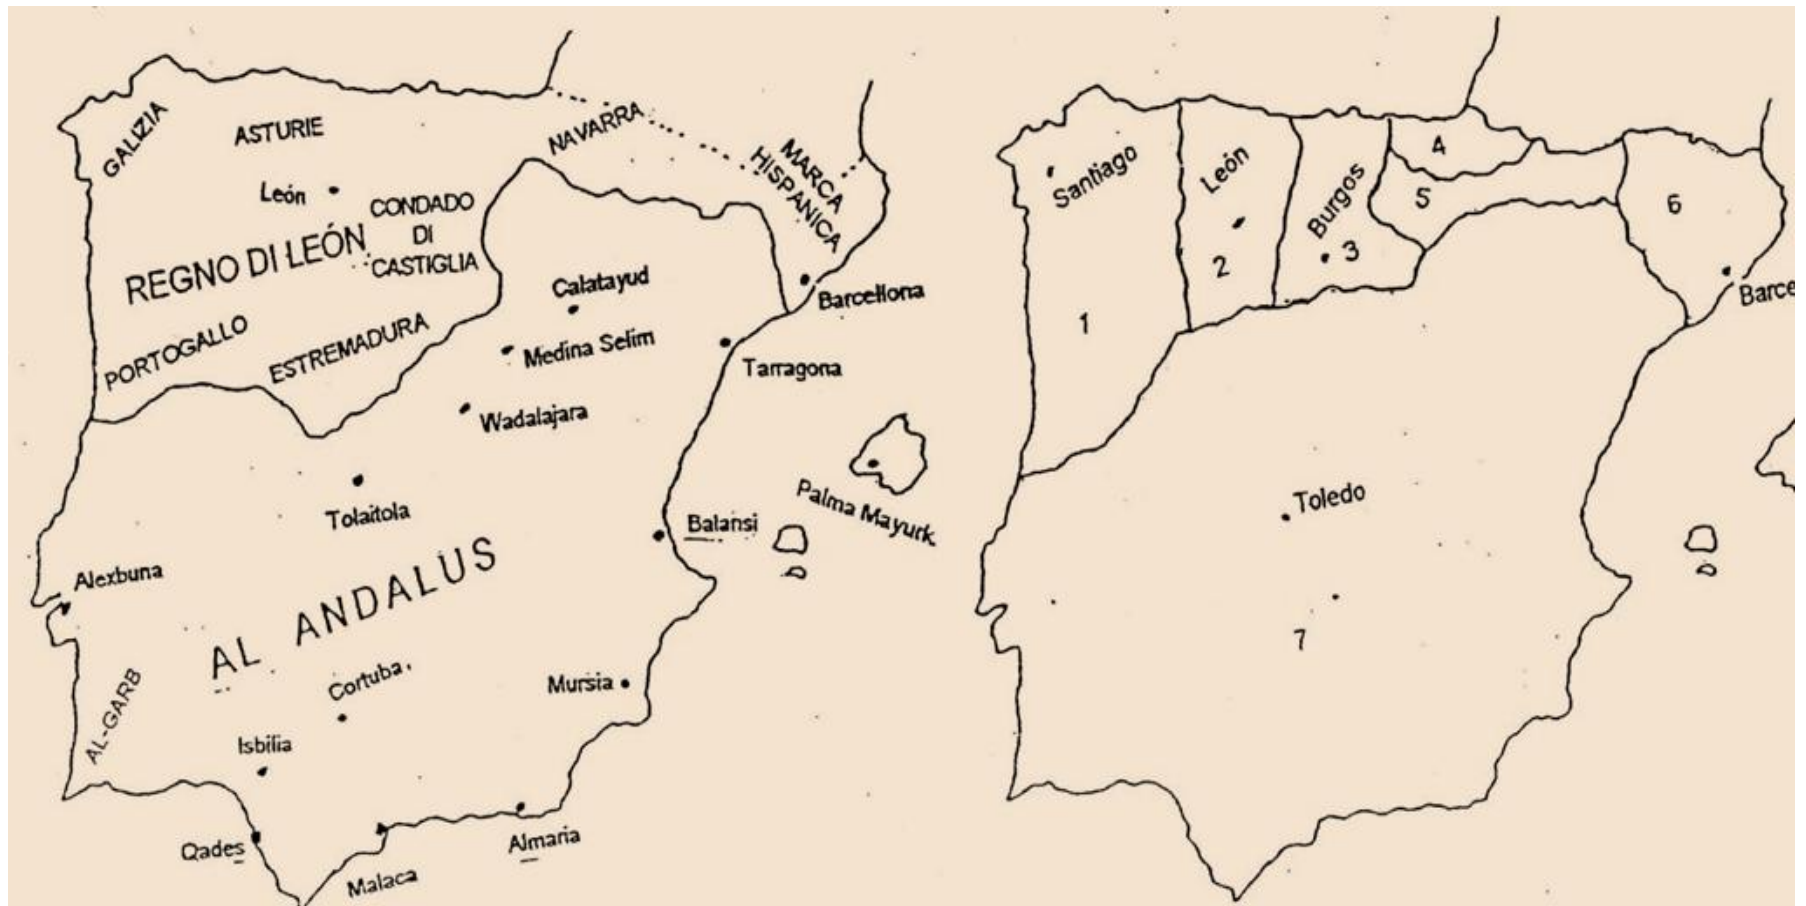 GALIZIA
ASTURIE
NAVARRA
MARCA
HISPANICA
León
CONDADO
DI
CASTIGLIA
REGNO DI LEÓN
PORTOGALLO
ESTREMADURA
Calatayud
Barcellona
Medina Selim
Tarragona
Wadalajara
Tolaitola
Palma Mayurk.
Balansi
Alexbuna
AL ANDALUS
Cortuba
Mursia
AL-GARB
Isbilia
Qades
Almaria
Malaca
Santiago
León
Burgos
4
5
6
2
3
1
Barce
Toledo
7